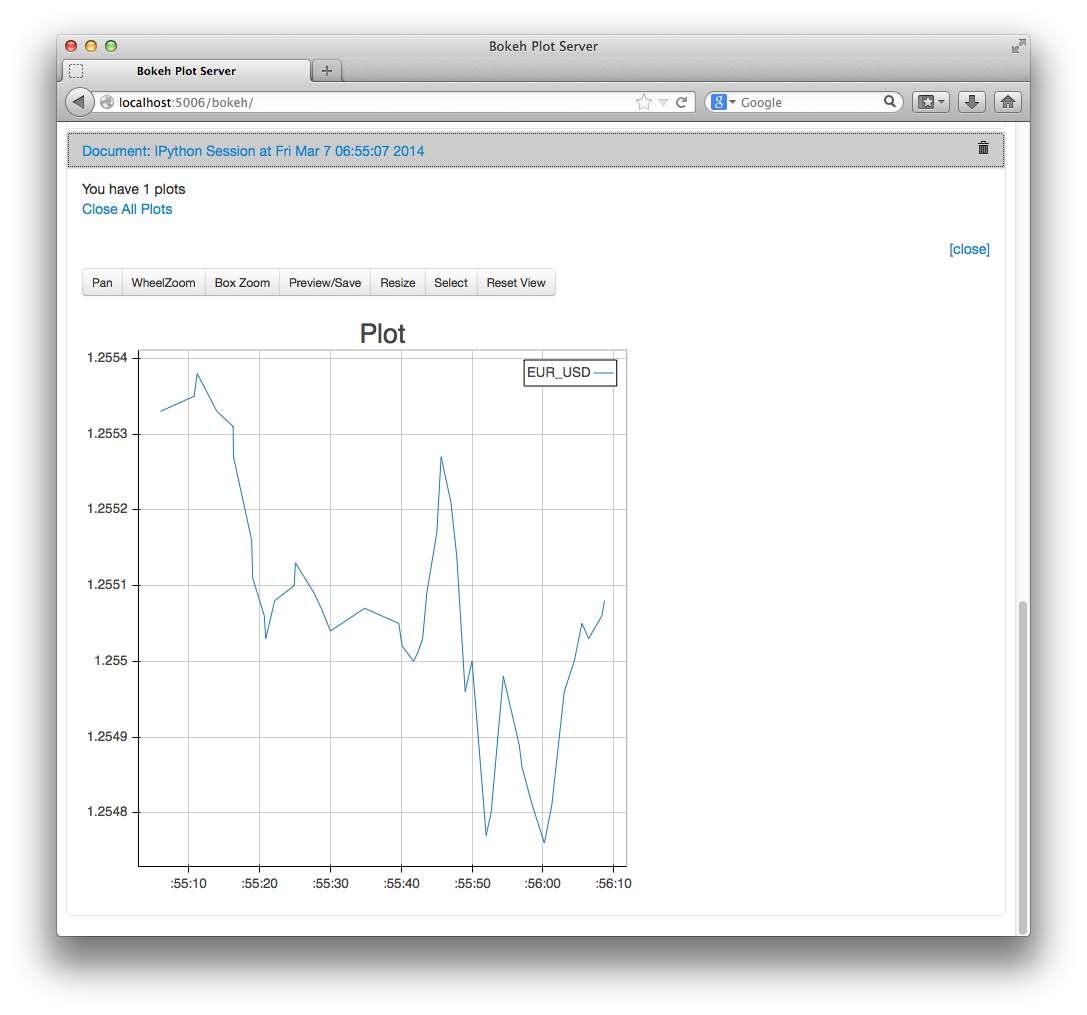 Bokeh Plot Server
Bokeh Plot Server
localhost:5006/bokeh/
Google
Document: IPython Session at Fri Mar 7 06:55:07 2014
You have 1 plots
Close All Plots
[close]
Pan WheelZoom Box Zoom Preview/Save Resize Select Reset View
Plot
EUR_USD
1.2554
1.2553
1.2552
1.2551
1.255
1.2549
1.2548
:55:10 :55:20 :55:30 :55:40 :55:50 :56:00 :56:10